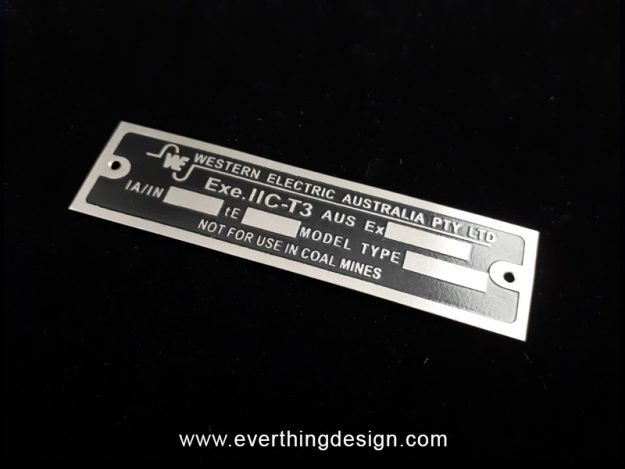 WE
WESTERN ELECTRIC AUSTRALIA PTY LTD
Exe.IIC-T3 AUS Ex
IA/IN tE MODEL TYPE
NOT FOR USE IN COAL MINES
www.everthingdesign.com